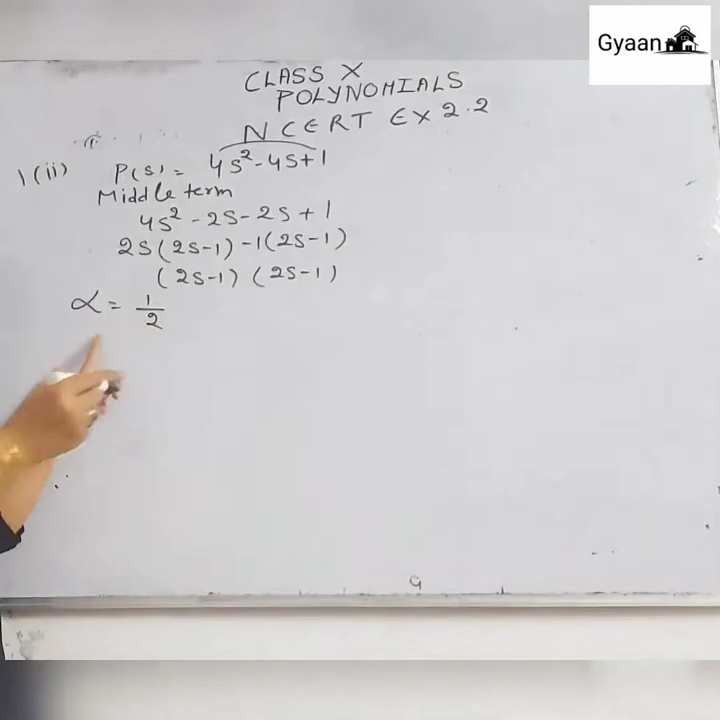 Gyaan
CLASS X
POLYNOMIALS
NCERT EX 2.2
1(ii) P(s) = 4s²-4s+1
Middle term
4s² - 2s - 2s + 1
2s(2s-1) -1(2s-1)
(2s-1) (2s-1)
α = 1/2